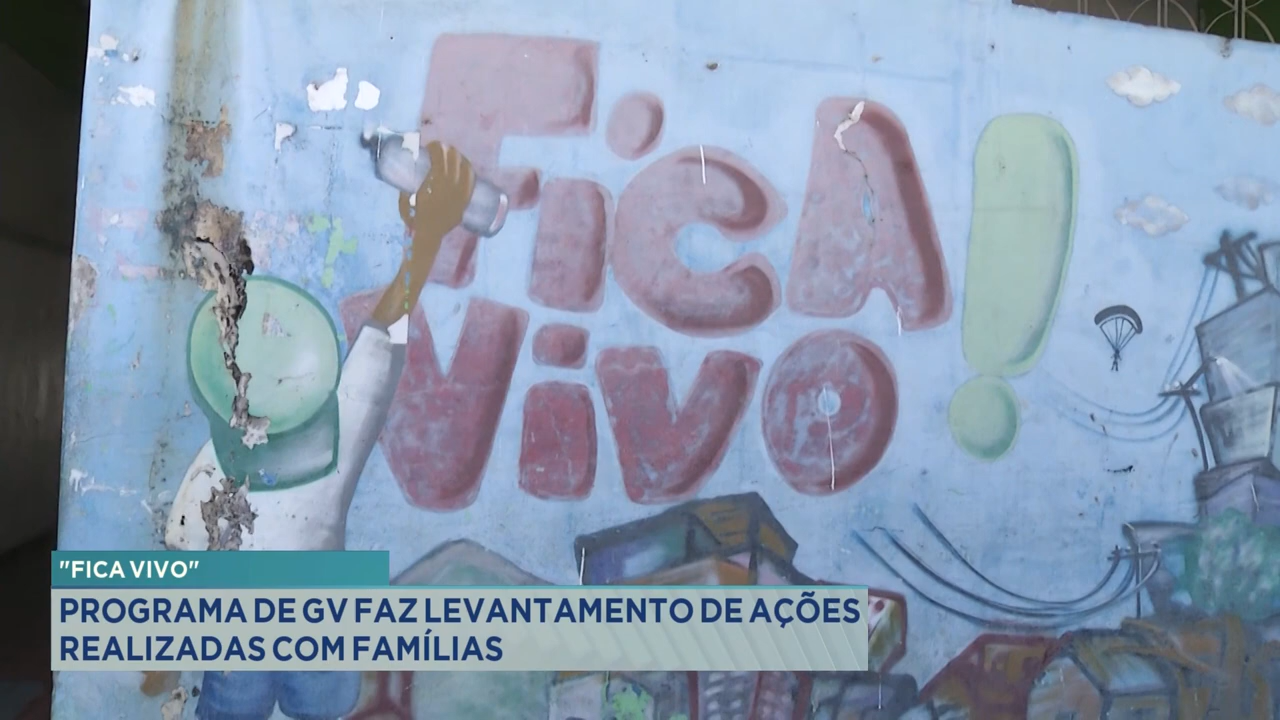 FiCA
ViVO!
"FICA VIVO"
PROGRAMA DE GV FAZ LEVANTAMENTO DE AÇÕES
REALIZADAS COM FAMÍLIAS